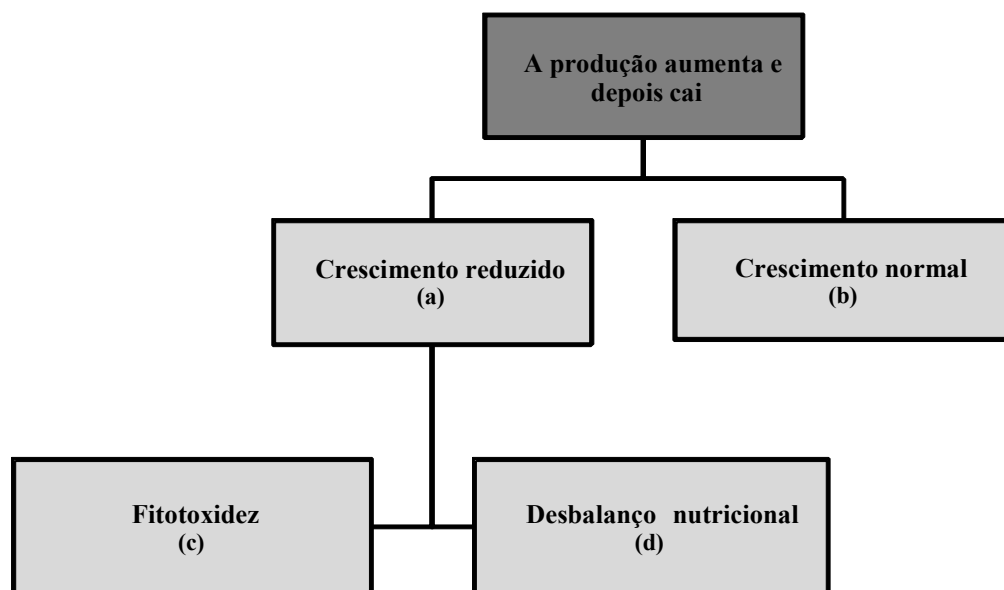 A produção aumenta e
depois cai
Crescimento reduzido
(a)
Crescimento normal
(b)
Fitotoxidez
(c)
Desbalanço nutricional
(d)